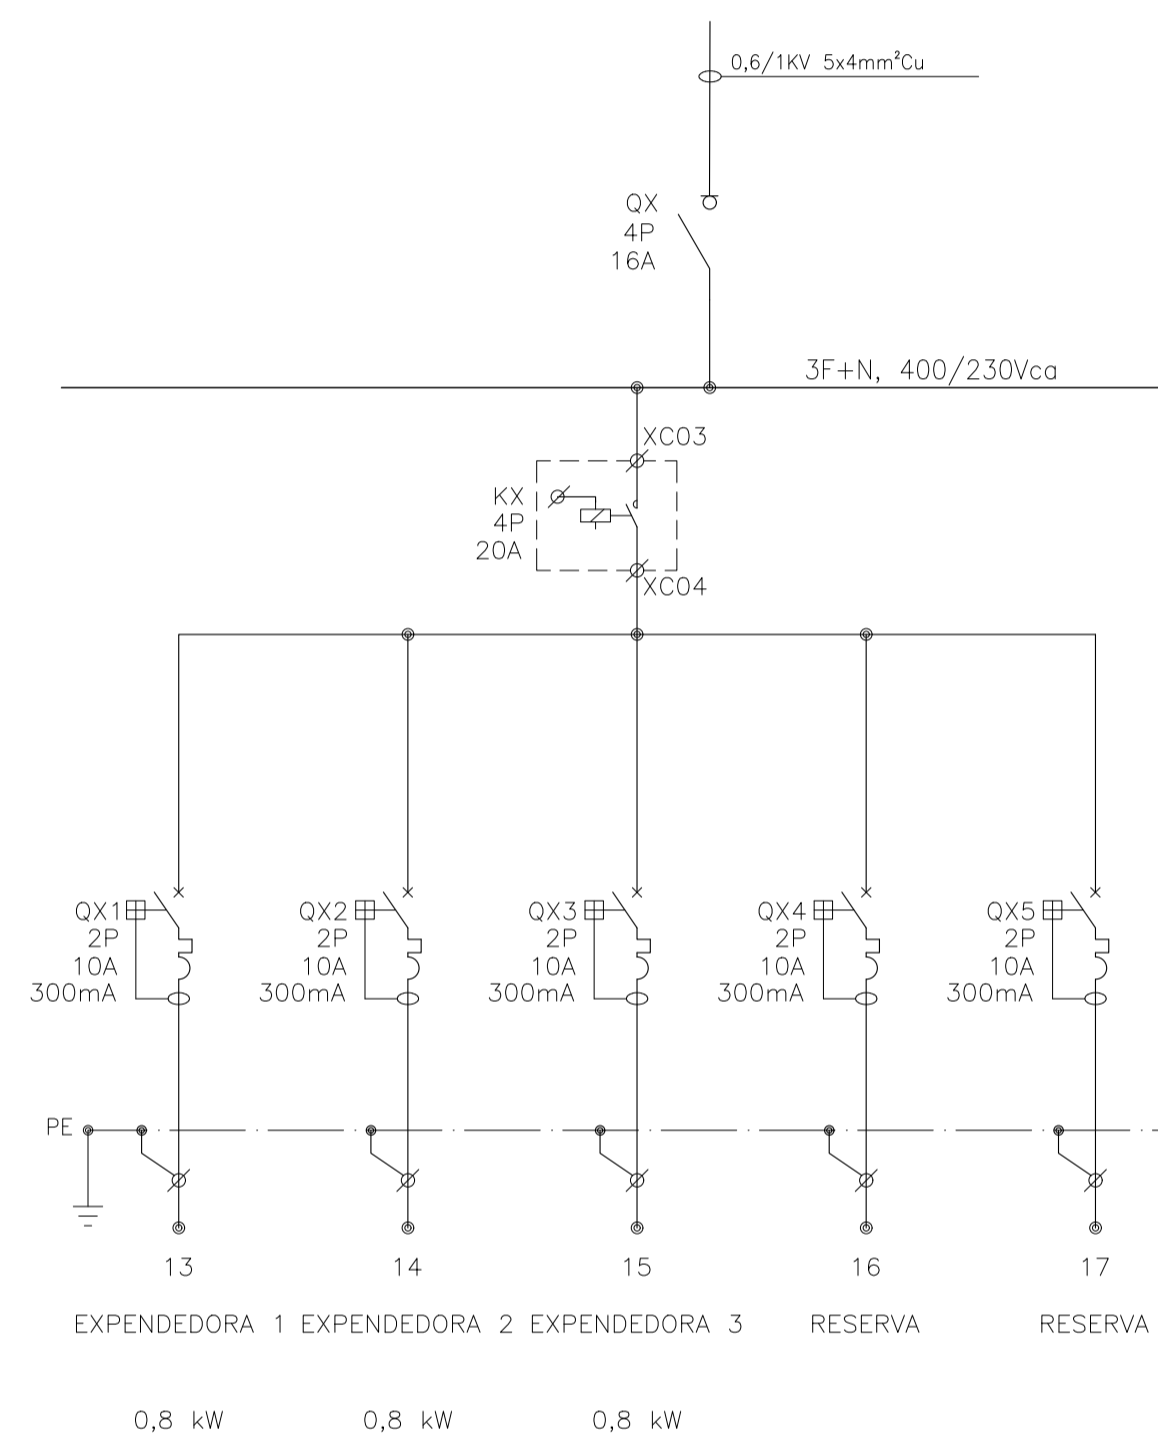 0,6/1KV 5x4mm²Cu
QX
4P
16A
3F+N, 400/230Vca
XC03
KX
4P
20A
XC04
QX1
2P
10A
300mA
QX2
2P
10A
300mA
QX3
2P
10A
300mA
QX4
2P
10A
300mA
QX5
2P
10A
300mA
PE
13 14 15 16 17
EXPENDEDORA 1 EXPENDEDORA 2 EXPENDEDORA 3 RESERVA RESERVA
0,8 kW 0,8 kW 0,8 kW